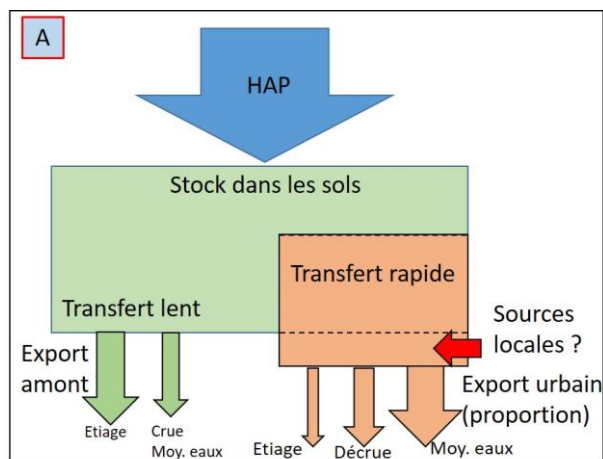 A
HAP
Stock dans les sols
Transfert rapide
Transfert lent
Sources
locales ?
Export
amont
Export urbain
(proportion)
Etiage
Crue
Moy. eaux
Etiage
Décrue
Moy. eaux